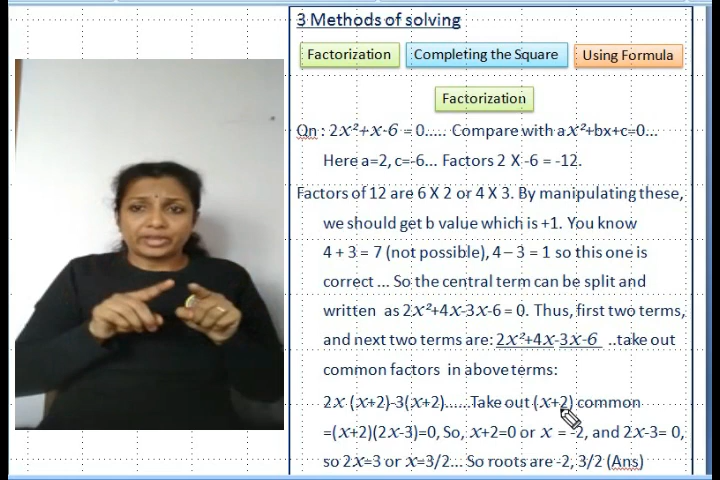 3 Methods of solving
Factorization Completing the Square Using Formula
Factorization
Qn : 2x²+x-6 = 0..... Compare with ax²+bx+c=0...
Here a=2, c=-6... Factors 2 X -6 = -12.
Factors of 12 are 6 X 2 or 4 X 3. By manipulating these,
we should get b value which is +1. You know
4 + 3 = 7 (not possible), 4 – 3 = 1 so this one is
correct ... So the central term can be split and
written as 2x²+4x-3x-6 = 0. Thus, first two terms,
and next two terms are: 2x²+4x-3x-6 ..take out
common factors in above terms:
2x (x+2)-3(x+2)......Take out (x+2) common
=(x+2)(2x-3)=0, So, x+2=0 or x = -2, and 2x-3= 0,
so 2x=3 or x=3/2... So roots are -2, 3/2 (Ans)